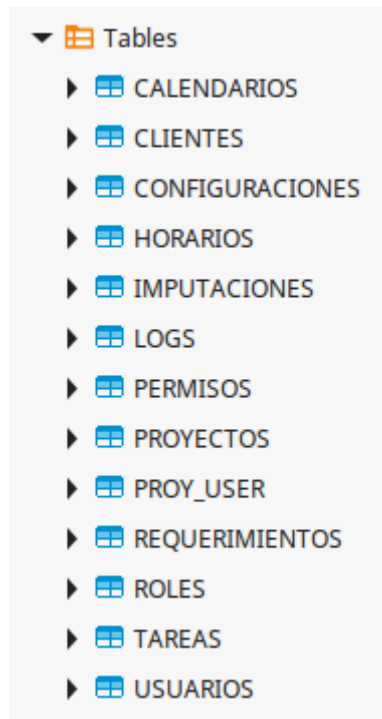 Tables
CALENDARIOS
CLIENTES
CONFIGURACIONES
HORARIOS
IMPUTACIONES
LOGS
PERMISOS
PROYECTOS
PROY_USER
REQUERIMIENTOS
ROLES
TAREAS
USUARIOS